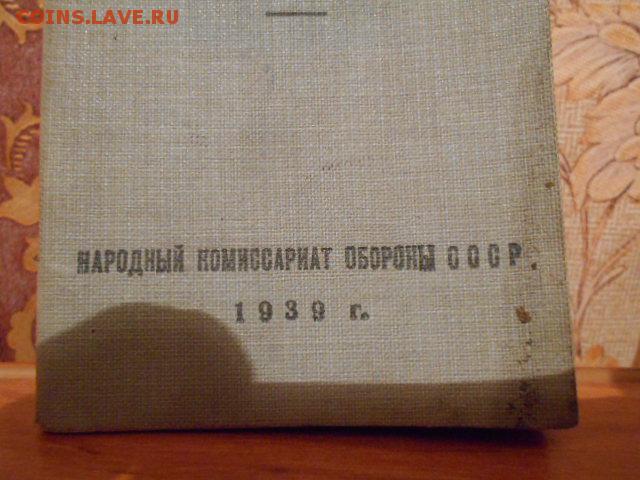 COINS.LAVE.RU
НАРОДНЫЙ КОМИССАРИАТ ОБОРОНЫ СССР.
1939 г.